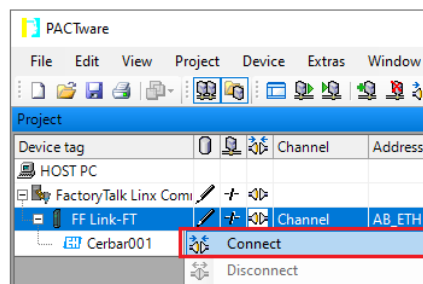 PACTware
File Edit View Project Device Extras Window
Project
Device tag Channel Address
HOST PC
FactoryTalk Linx Comm
FF Link-FT Channel AB_ETH
Cerbar001 Connect
Disconnect